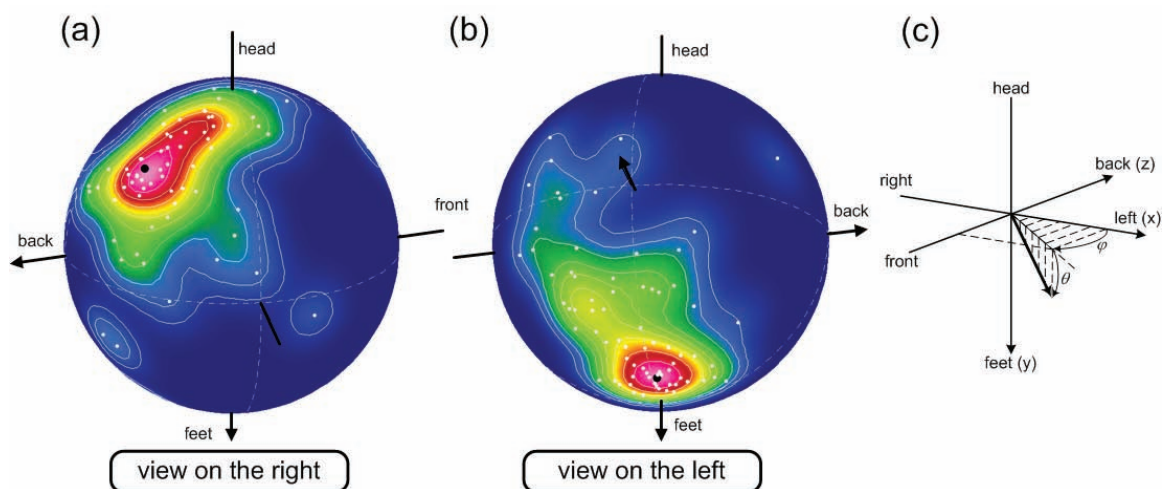 (a)
head
back
front
feet
view on the right
(b)
head
back
feet
view on the left
(c)
head
back (z)
right
left (x)
front
φ
θ
feet (y)